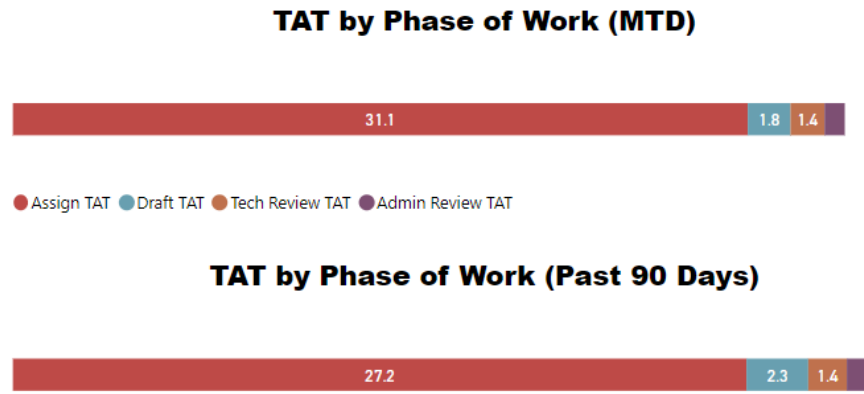 TAT by Phase of Work (MTD)
31.1 1.8 1.4
Assign TAT Draft TAT Tech Review TAT Admin Review TAT
TAT by Phase of Work (Past 90 Days)
27.2 2.3 1.4